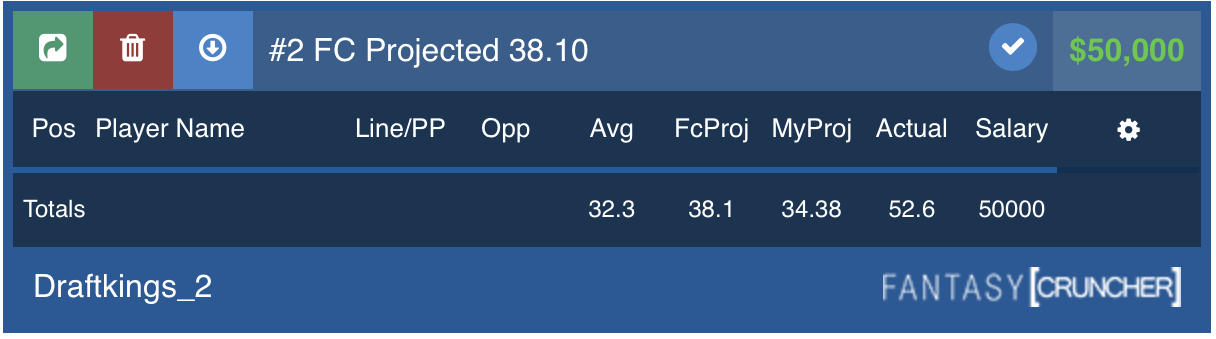 #2 FC Projected 38.10 $50,000
Pos Player Name Line/PP Opp Avg FcProj MyProj Actual Salary
Totals 32.3 38.1 34.38 52.6 50000
Draftkings_2 FANTASY[CRUNCHER]